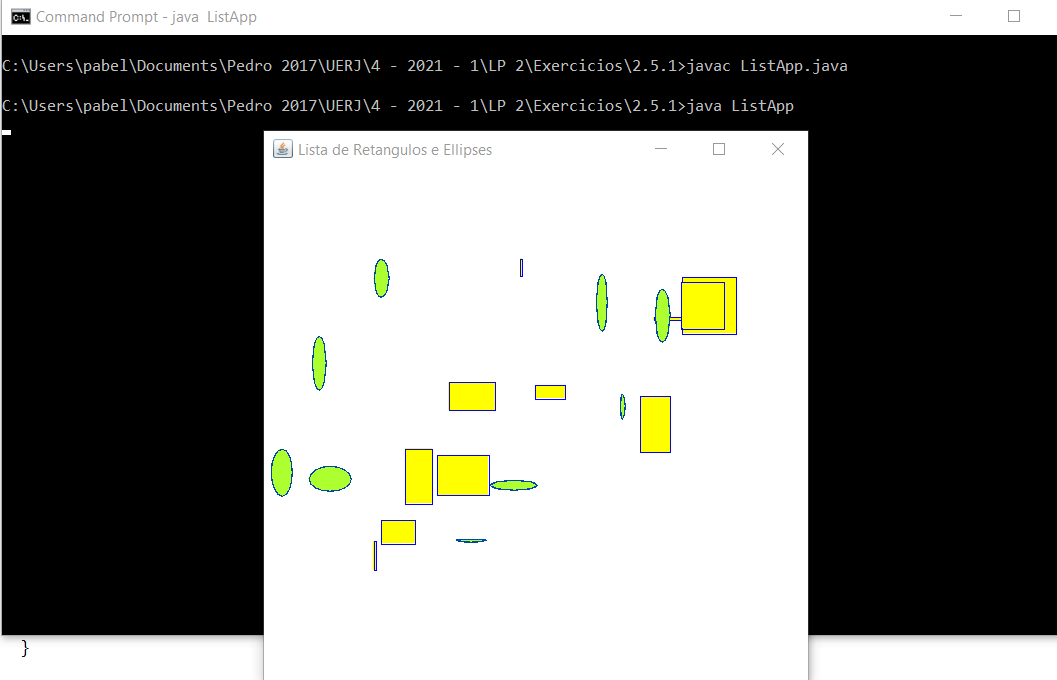 Command Prompt - java  ListApp
C:\Users\pabel\Documents\Pedro 2017\UERJ\4 - 2021 - 1\LP 2\Exercicios\2.5.1>javac ListApp.java
C:\Users\pabel\Documents\Pedro 2017\UERJ\4 - 2021 - 1\LP 2\Exercicios\2.5.1>java ListApp
Lista de Retangulos e Ellipses
}